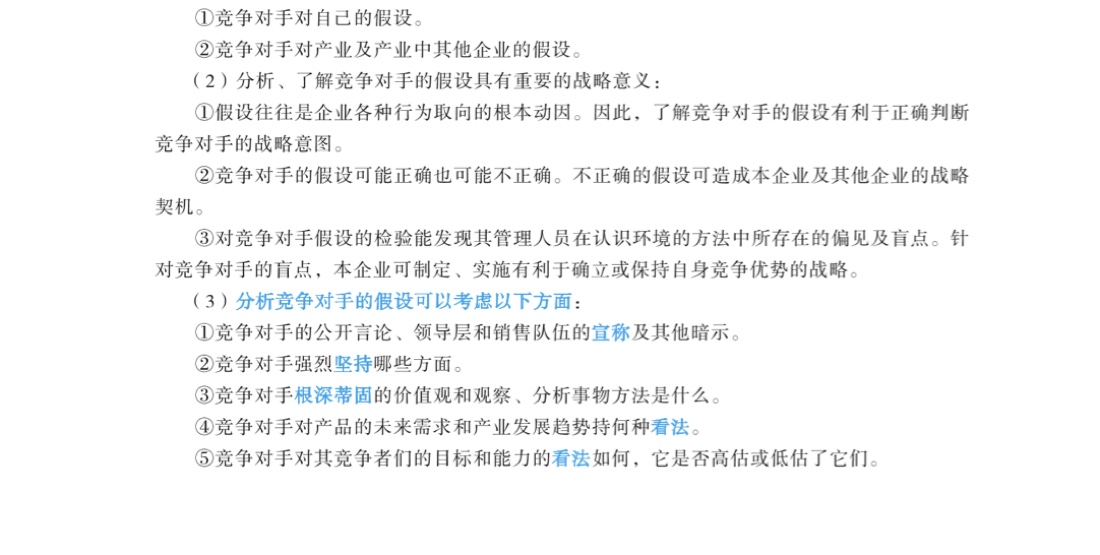 ①竞争对手对自己的假设。
②竞争对手对产业及产业中其他企业的假设。
（2）分析、了解竞争对手的假设具有重要的战略意义：
①假设往往是企业各种行为取向的根本动因。因此，了解竞争对手的假设有利于正确判断
竞争对手的战略意图。
②竞争对手的假设可能正确也可能不正确。不正确的假设可造成本企业及其他企业的战略
契机。
③对竞争对手假设的检验能发现其管理人员在认识环境的方法中所存在的偏见及盲点。针
对竞争对手的盲点，本企业可制定、实施有利于确立或保持自身竞争优势的战略。
（3）分析竞争对手的假设可以考虑以下方面：
①竞争对手的公开言论、领导层和销售队伍的宣称及其他暗示。
②竞争对手强烈坚持哪些方面。
③竞争对手根深蒂固的价值观和观察、分析事物方法是什么。
④竞争对手对产品的未来需求和产业发展趋势持何种看法。
⑤竞争对手对其竞争者们的目标和能力的看法如何，它是否高估或低估了它们。